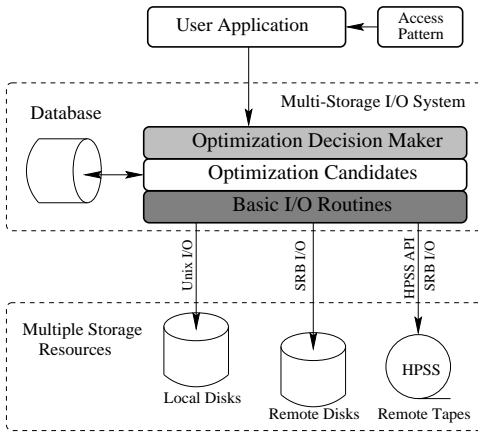 User Application
Access
Pattern
Multi-Storage I/O System
Database
Optimization Decision Maker
Optimization Candidates
Basic I/O Routines
Unix I/O
SRB I/O
HPSS API
SRB I/O
Multiple Storage
Resources
HPSS
Local Disks
Remote Disks
Remote Tapes